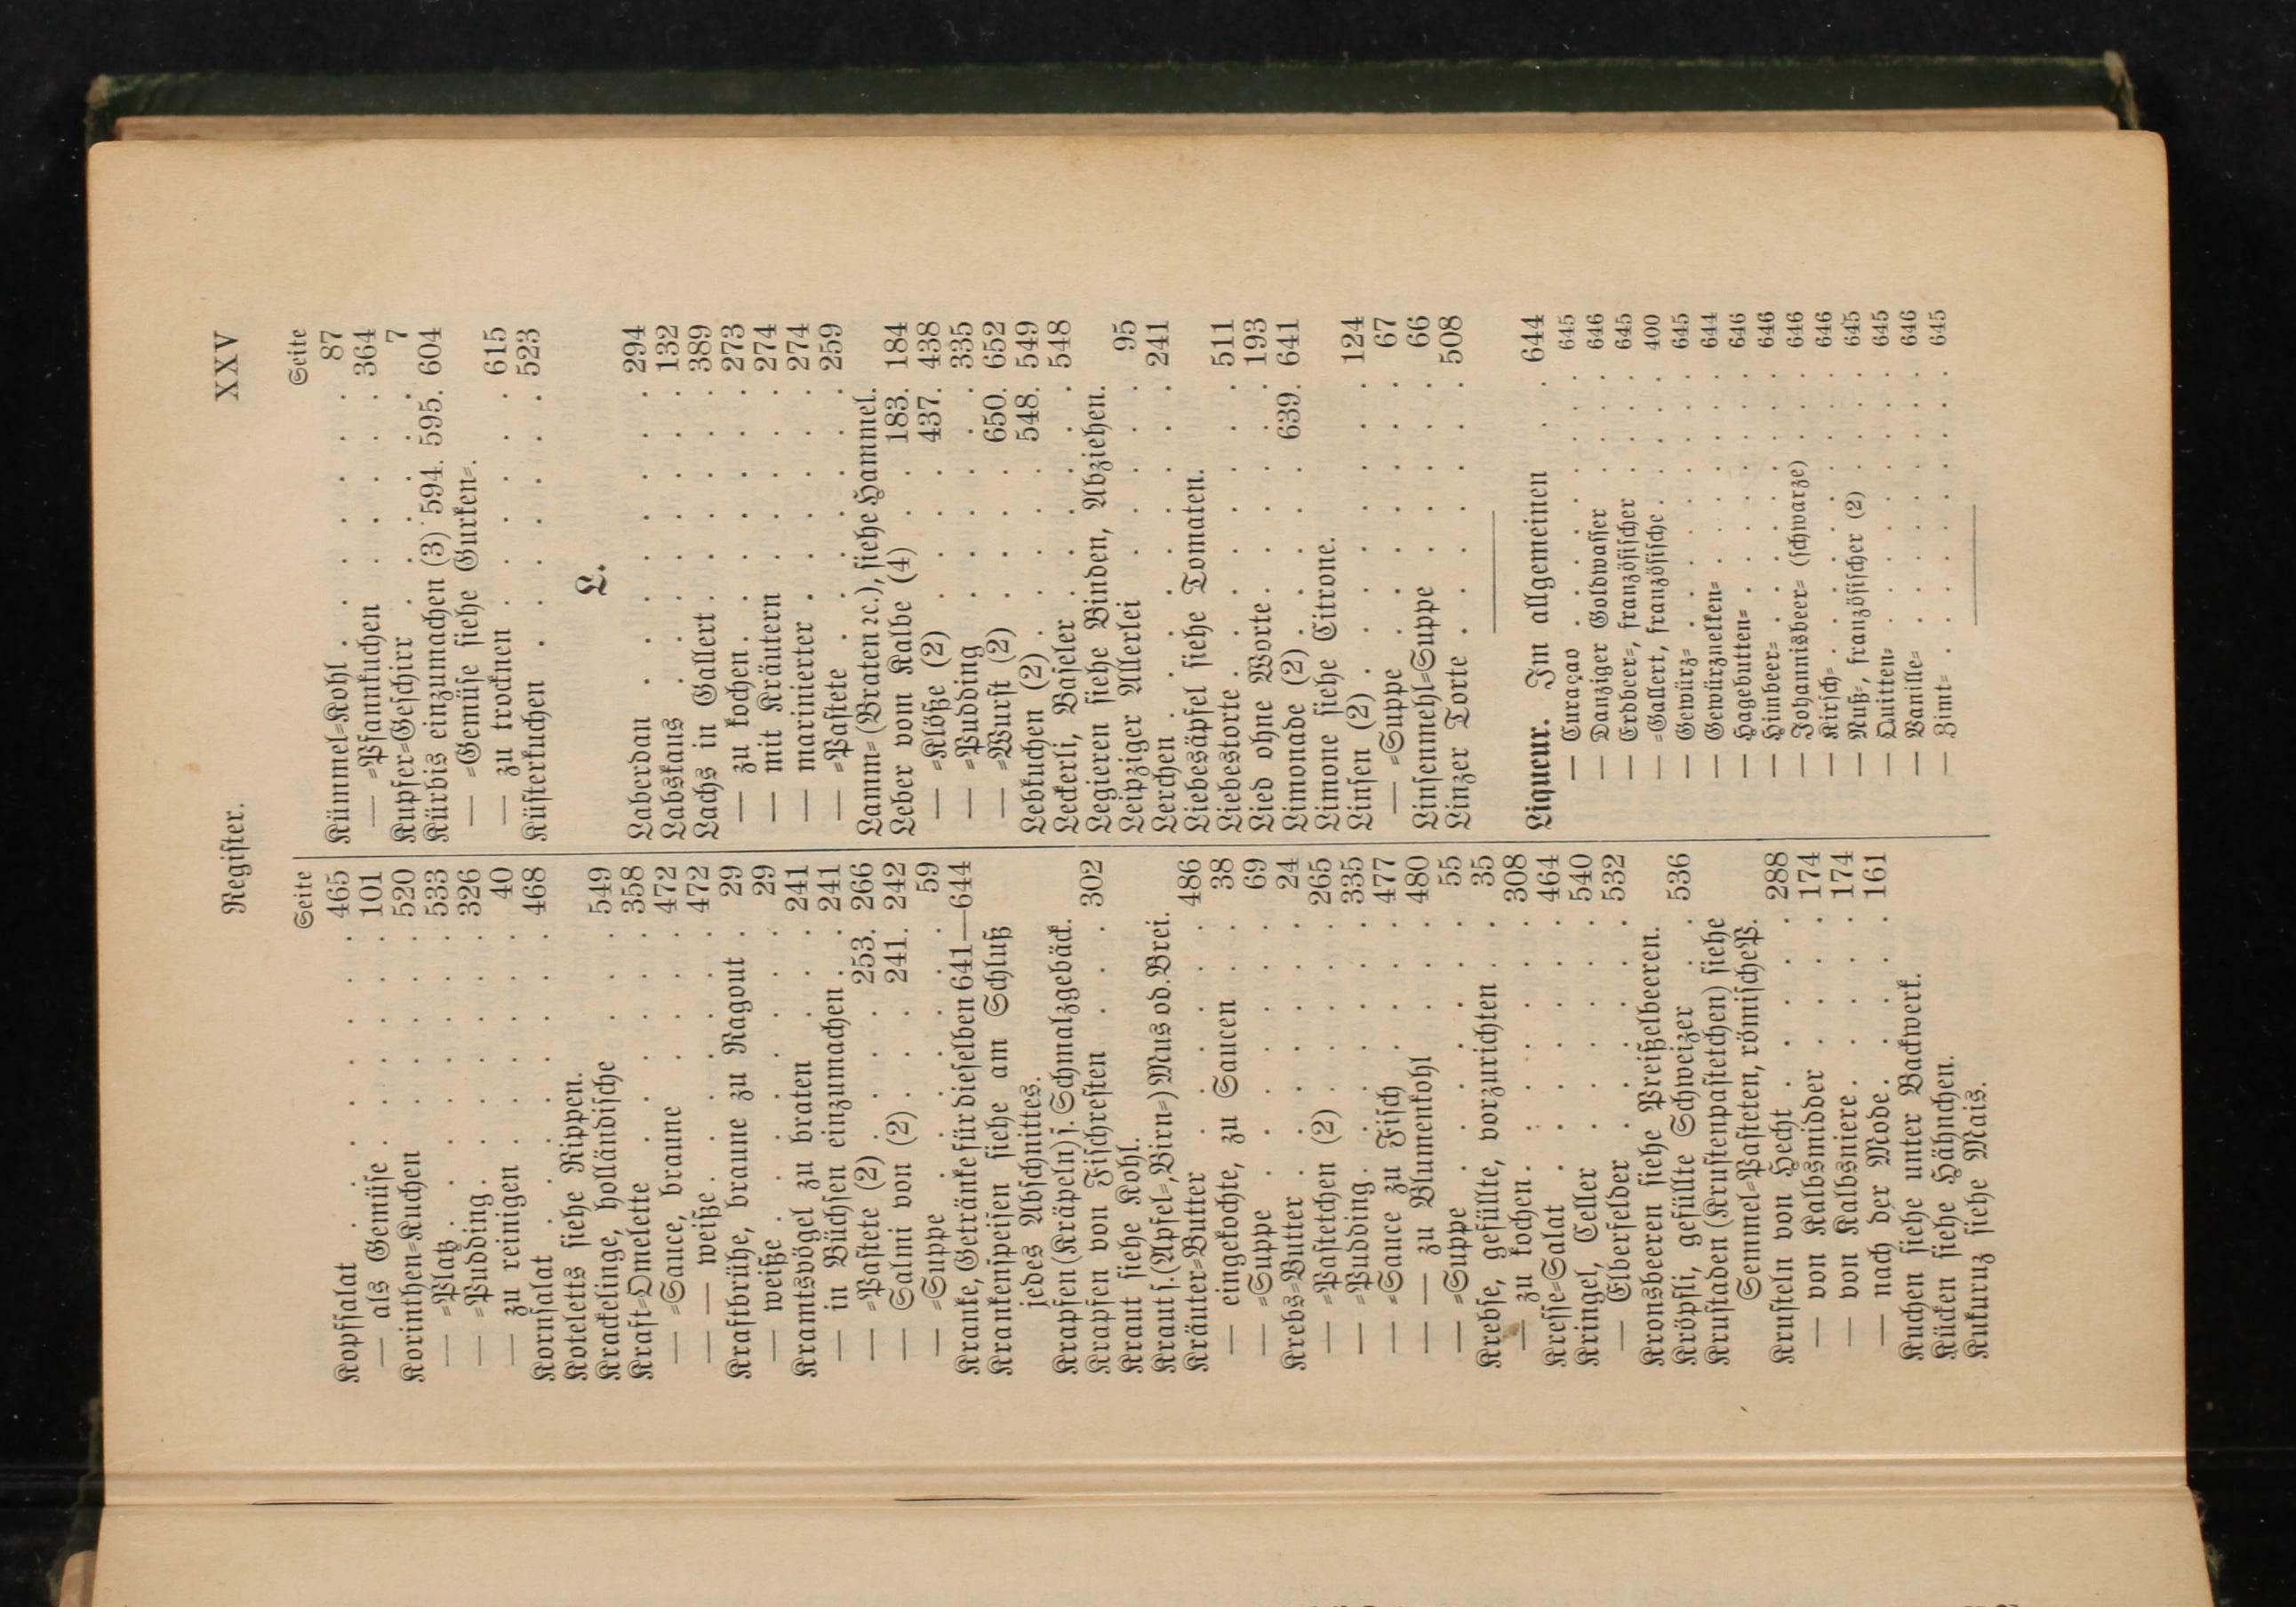 Register. XXV
Seite
Kopfsalat . . . . . . 465
— als Gemüse . . . . . 101
Korinthen=Kuchen . . . . 520
— =Platz . . . . . . 533
— =Pudding . . . . . 326
— zu reinigen . . . . . 40
Kornsalat . . . . . . 468
Koteletts siehe Rippen.
Krackelinge, holländische . . . 549
Kraft=Omelette . . . . . 358
— =Sauce, braune . . . . 472
— — weiße . . . . . 472
Kraftbrühe, braune zu Ragout . 29
— weiße . . . . . . 29
Kramtsvögel zu braten . . . 241
— in Büchsen einzumachen . . 241
— =Pastete (2) . . . 253. 266
— Salmi von (2) . . . 241. 242
— =Suppe . . . . . . 59
Kranke, Getränke für dieselben 641—644
Krankenspeisen siehe am Schluß
jedes Abschnittes.
Krapfen (Kräpeln) s. Schmalzgebäck.
Krapfen von Fischresten . . . 302
Kraut siehe Kohl.
Kraut s. (Apfel=, Birn=) Mus od. Brei.
Kräuter=Butter . . . . . 486
— eingekochte, zu Saucen . . 38
— =Suppe . . . . . . 69
Krebs=Butter . . . . . . 24
— =Pastetchen (2) . . . . 265
— =Pudding . . . . . 335
— =Sauce zu Fisch . . . . 477
— — zu Blumenkohl . . . 480
— =Suppe . . . . . . 55
Krebse, gefüllte, vorzurichten . . 35
— zu kochen . . . . . 308
Kresse=Salat . . . . . 464
Kringel, Celler . . . . . 540
— Elberfelder . . . . . 532
Kronsbeeren siehe Preißelbeeren.
Kröpfli, gefüllte Schweizer . . 536
Krustaden (Krustenpastetchen) siehe
Semmel=Pasteten, römische P.
Krusteln von Hecht . . . . 288
— von Kalbsmidder . . . . 174
— von Kalbsniere . . . . 174
— nach der Mode . . . . 161
Kuchen siehe unter Backwerk.
Kücken siehe Hähnchen.
Kukuruz siehe Mais.
Seite
Kümmel=Kohl . . . . . . 87
— =Pfannkuchen . . . . 364
Kupfer=Geschirr . . . . . 7
Kürbis einzumachen (3) 594. 595. 604
— =Gemüse siehe Gurken=.
— zu trocknen . . . . . 615
Küsterkuchen . . . . . 523
L.
Laberdan . . . . . . 294
Labskaus . . . . . . 132
Lachs in Gallert . . . . . 389
— zu kochen . . . . . 273
— mit Kräutern . . . . 274
— marinierter . . . . . 274
— =Pastete . . . . . 259
Lamm= (Braten ꝛc.), siehe Hammel.
Leber vom Kalbe (4) . . 183. 184
— =Klöße (2) . . . 437. 438
— =Pudding . . . . . 335
— =Wurst (2) . . . 650. 652
Lebkuchen (2) . . . . 548. 549
Leckerli, Baseler . . . . . 548
Legieren siehe Binden, Abziehen.
Leipziger Allerlei . . . . . 95
Lerchen . . . . . . . 241
Liebesäpfel siehe Tomaten.
Liebestorte . . . . . . 511
Lied ohne Worte . . . . . 193
Limonade (2) . . . . 639. 641
Limone siehe Citrone.
Linsen (2) . . . . . . 124
— =Suppe . . . . . . 67
Linsenmehl=Suppe . . . . 66
Linzer Torte . . . . . . 508
Liqueur. Im allgemeinen . . 644
— Curaçao . . . . . . 645
— Danziger Goldwasser . . . 646
— Erdbeer=, französischer . . . 645
— =Gallert, französische . . . 400
— Gewürz= . . . . . . 645
— Gewürznelken= . . . . . 644
— Hagebutten= . . . . . 646
— Himbeer= . . . . . . 646
— Johannisbeer= (schwarze) . . 646
— Kirsch= . . . . . . 646
— Nuß=, französischer (2) . . . 645
— Quitten= . . . . . . 645
— Vanille= . . . . . . 646
— Zimt= . . . . . . . 645